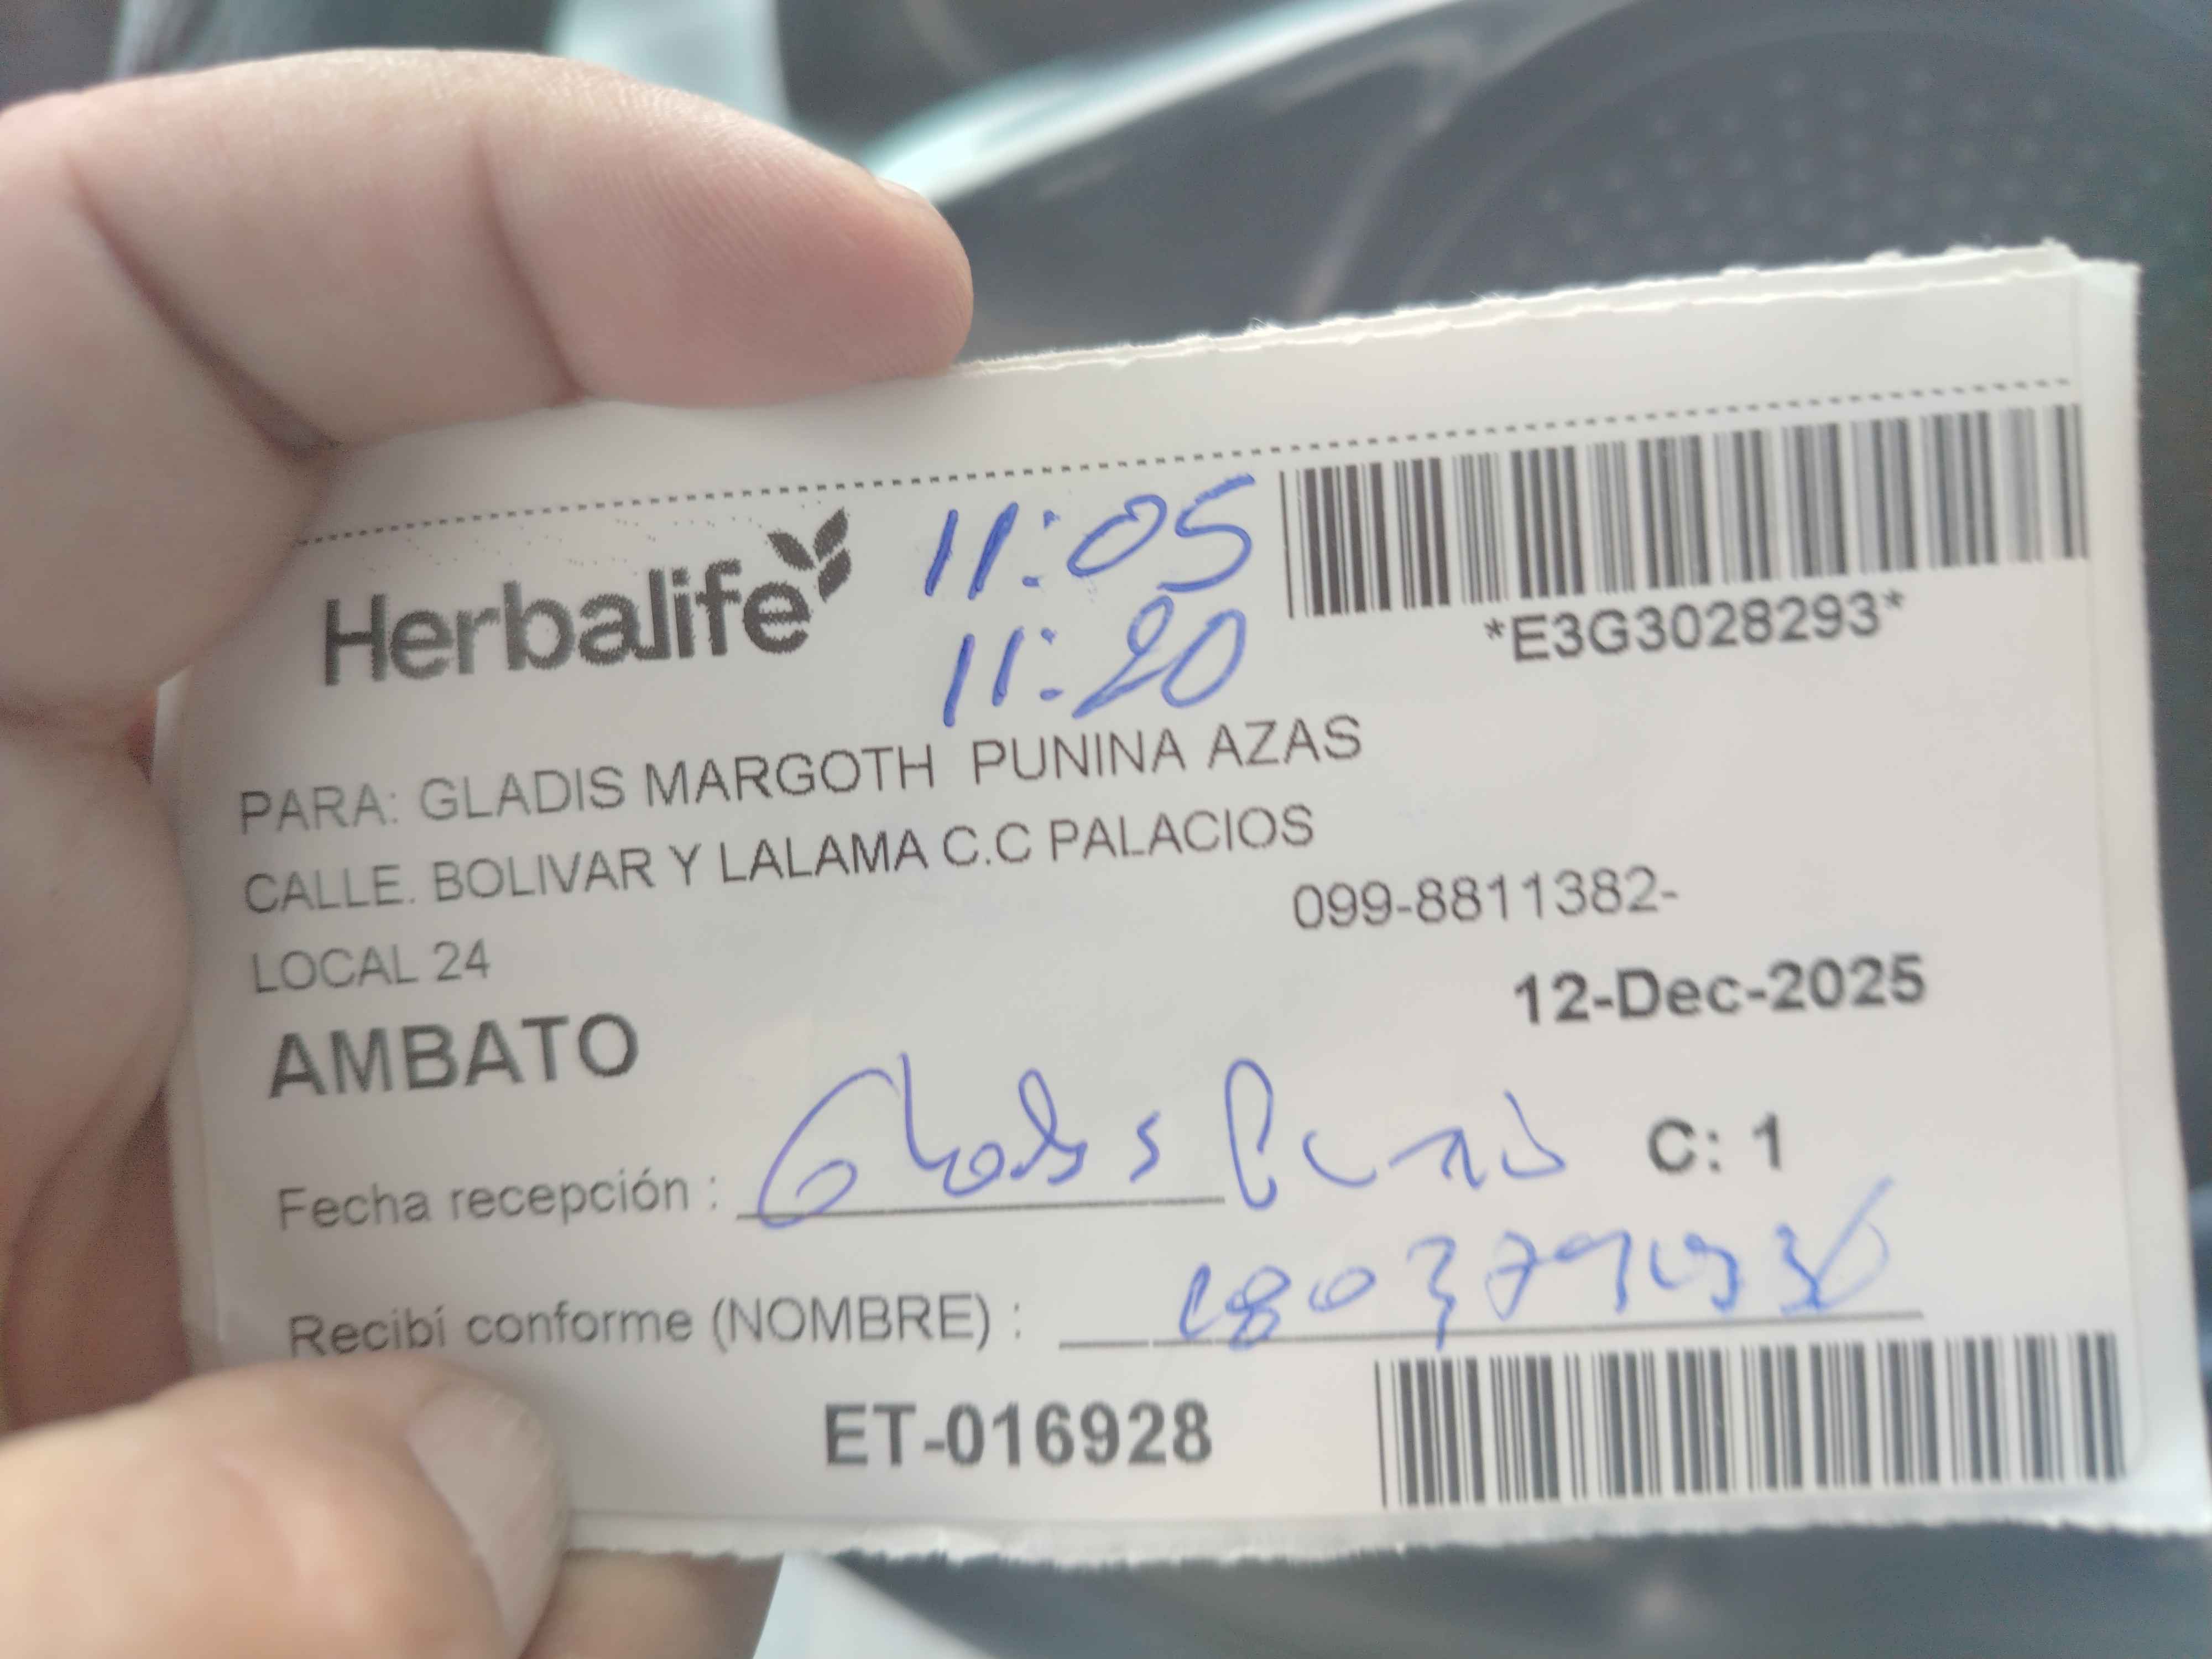 Herbalife
11:05
11:20
*E3G3028293*
PARA: GLADIS MARGOTH PUNINA AZAS
CALLE. BOLIVAR Y LALAMA C.C PALACIOS
099-8811382-
LOCAL 24
12-Dec-2025
AMBATO
C: 1
Fecha recepción :
Recibí conforme (NOMBRE) :
ET-016928